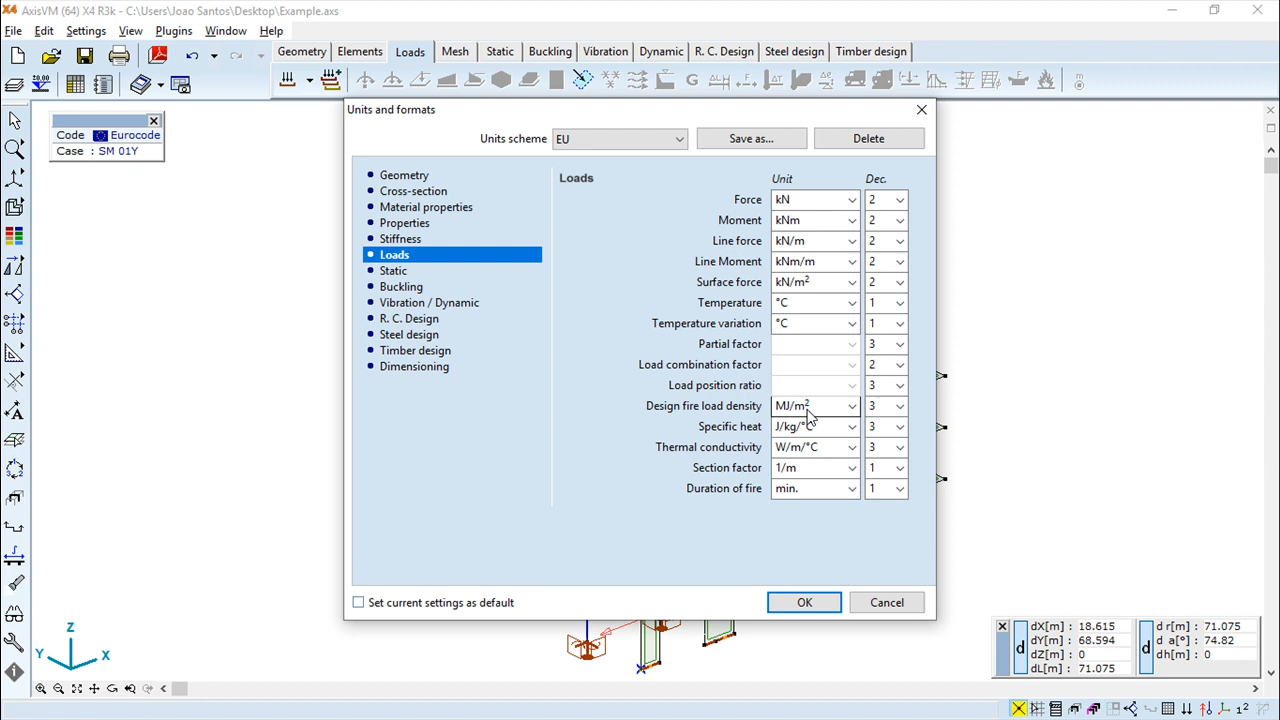 X4 AxisVM (64) X4 R3k - C:\Users\Joao Santos\Desktop\Example.axs
File Edit Settings Plugins View Window Help
Geometry Elements Loads Mesh Static Buckling Vibration Dynamic R. C. Design Steel design Timber design
Units and formats
Code : Eurocode
Case : SM 01Y
Units scheme EU Save as... Delete
Geometry
Cross-section
Material properties
Properties
Stiffness
Loads
Static
Buckling
Vibration / Dynamic
R. C. Design
Steel design
Timber design
Dimensioning
Loads Unit Dec.
Force kN 2
Moment kNm 2
Line force kN/m 2
Line Moment kNm/m 2
Surface force kN/m² 2
Temperature °C 1
Temperature variation °C 1
Partial factor 3
Load combination factor 2
Load position ratio 3
Design fire load density MJ/m² 3
Specific heat J/kg/°C 3
Thermal conductivity W/m/°C 3
Section factor 1/m 1
Duration of fire min. 1
Set current settings as default OK Cancel
Z
Y X
d dX[m] : 18.615
dY[m] : 68.594
dZ[m] : 0
dL[m] : 71.075
d d r[m] : 71.075
d a[°] : 74.82
dh[m] : 0